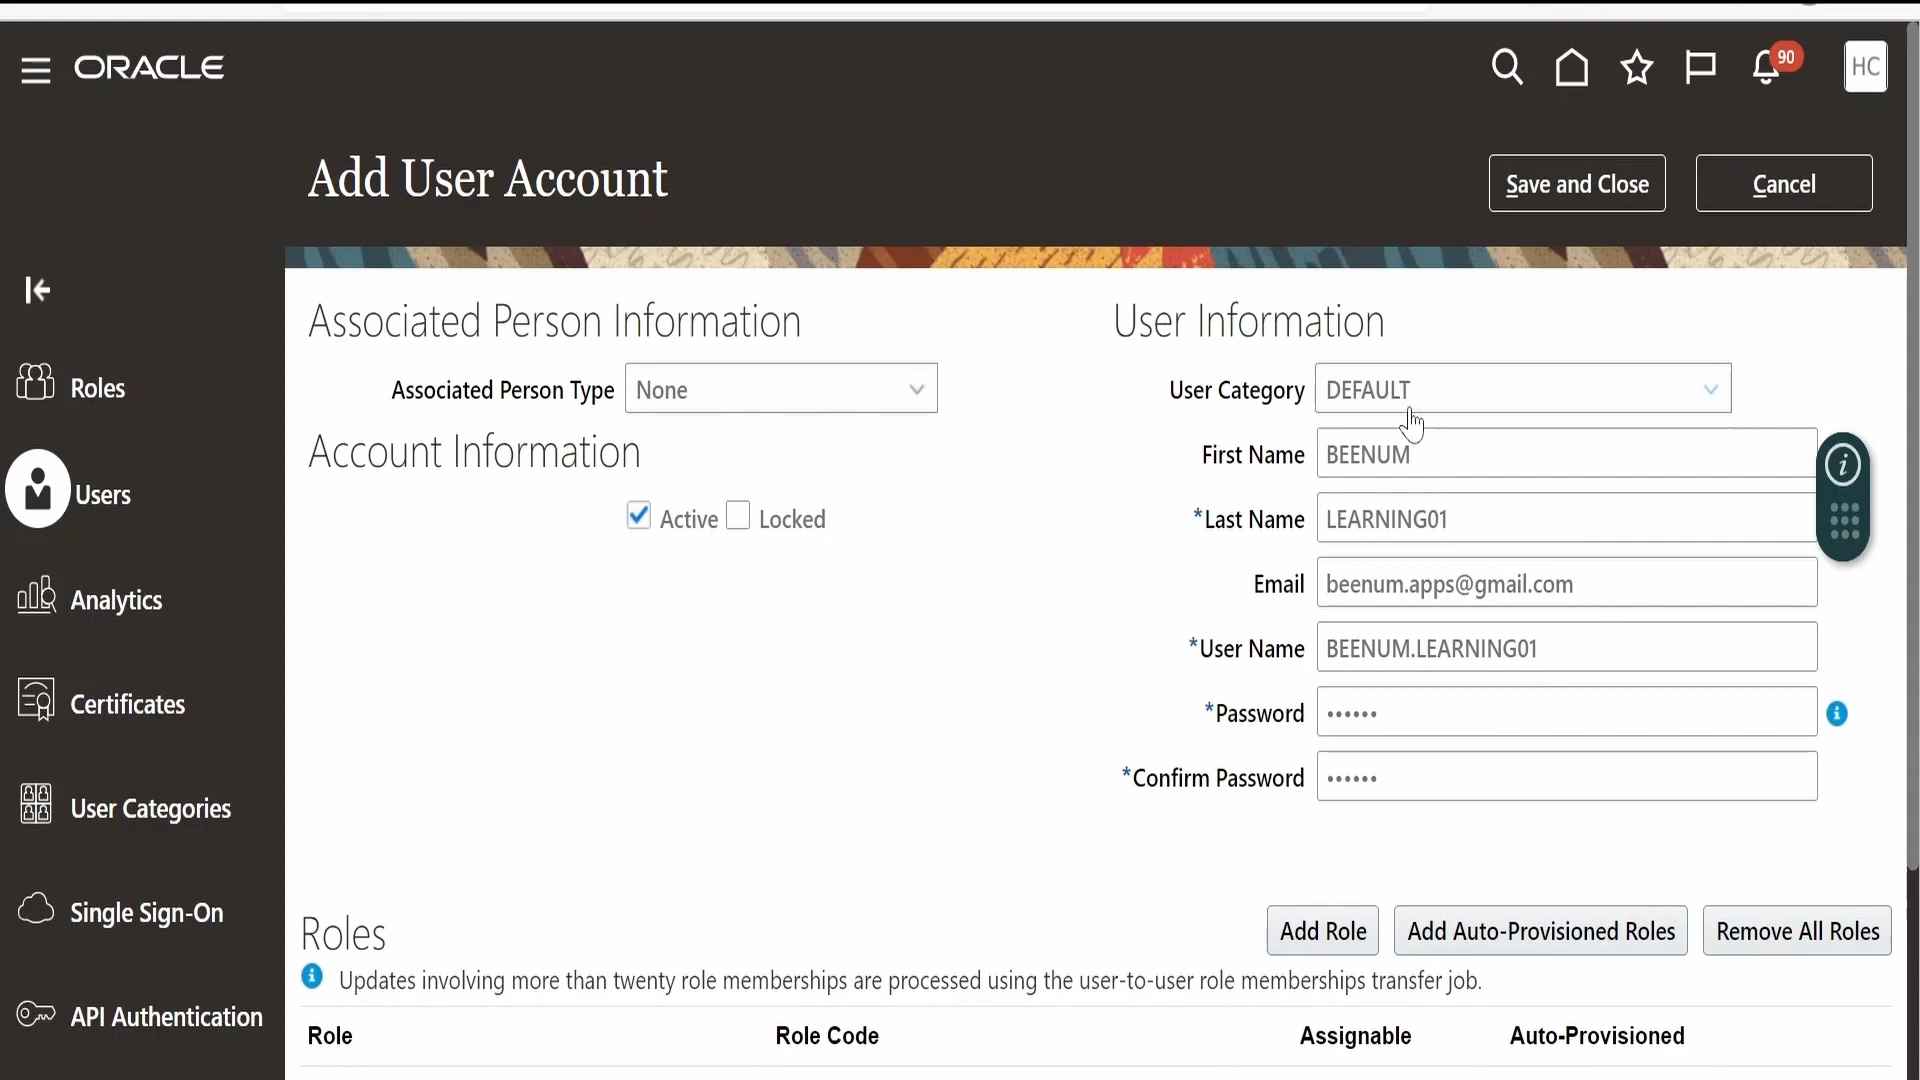 ORACLE
90
HC
Add User Account
Save and Close
Cancel
Associated Person Information
User Information
Associated Person Type None
User Category DEFAULT
Account Information
First Name BEENUM
Roles
Users
Active Locked
*Last Name LEARNING01
Email beenum.apps@gmail.com
Analytics
*User Name BEENUM.LEARNING01
Certificates
*Password ••••••
*Confirm Password ••••••
User Categories
Single Sign-On
Roles
Add Role
Add Auto-Provisioned Roles
Remove All Roles
Updates involving more than twenty role memberships are processed using the user-to-user role memberships transfer job.
API Authentication
Role Role Code Assignable Auto-Provisioned